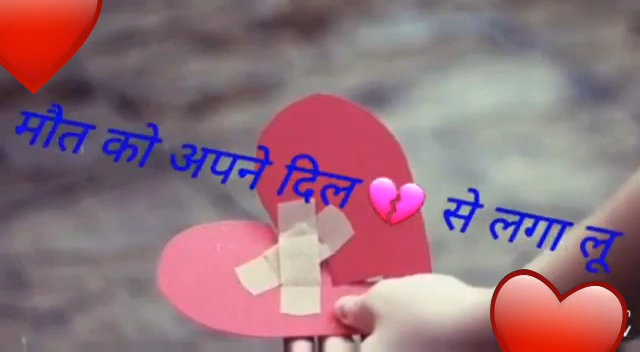 मौत को अपने दिल 💔 से लगा लू